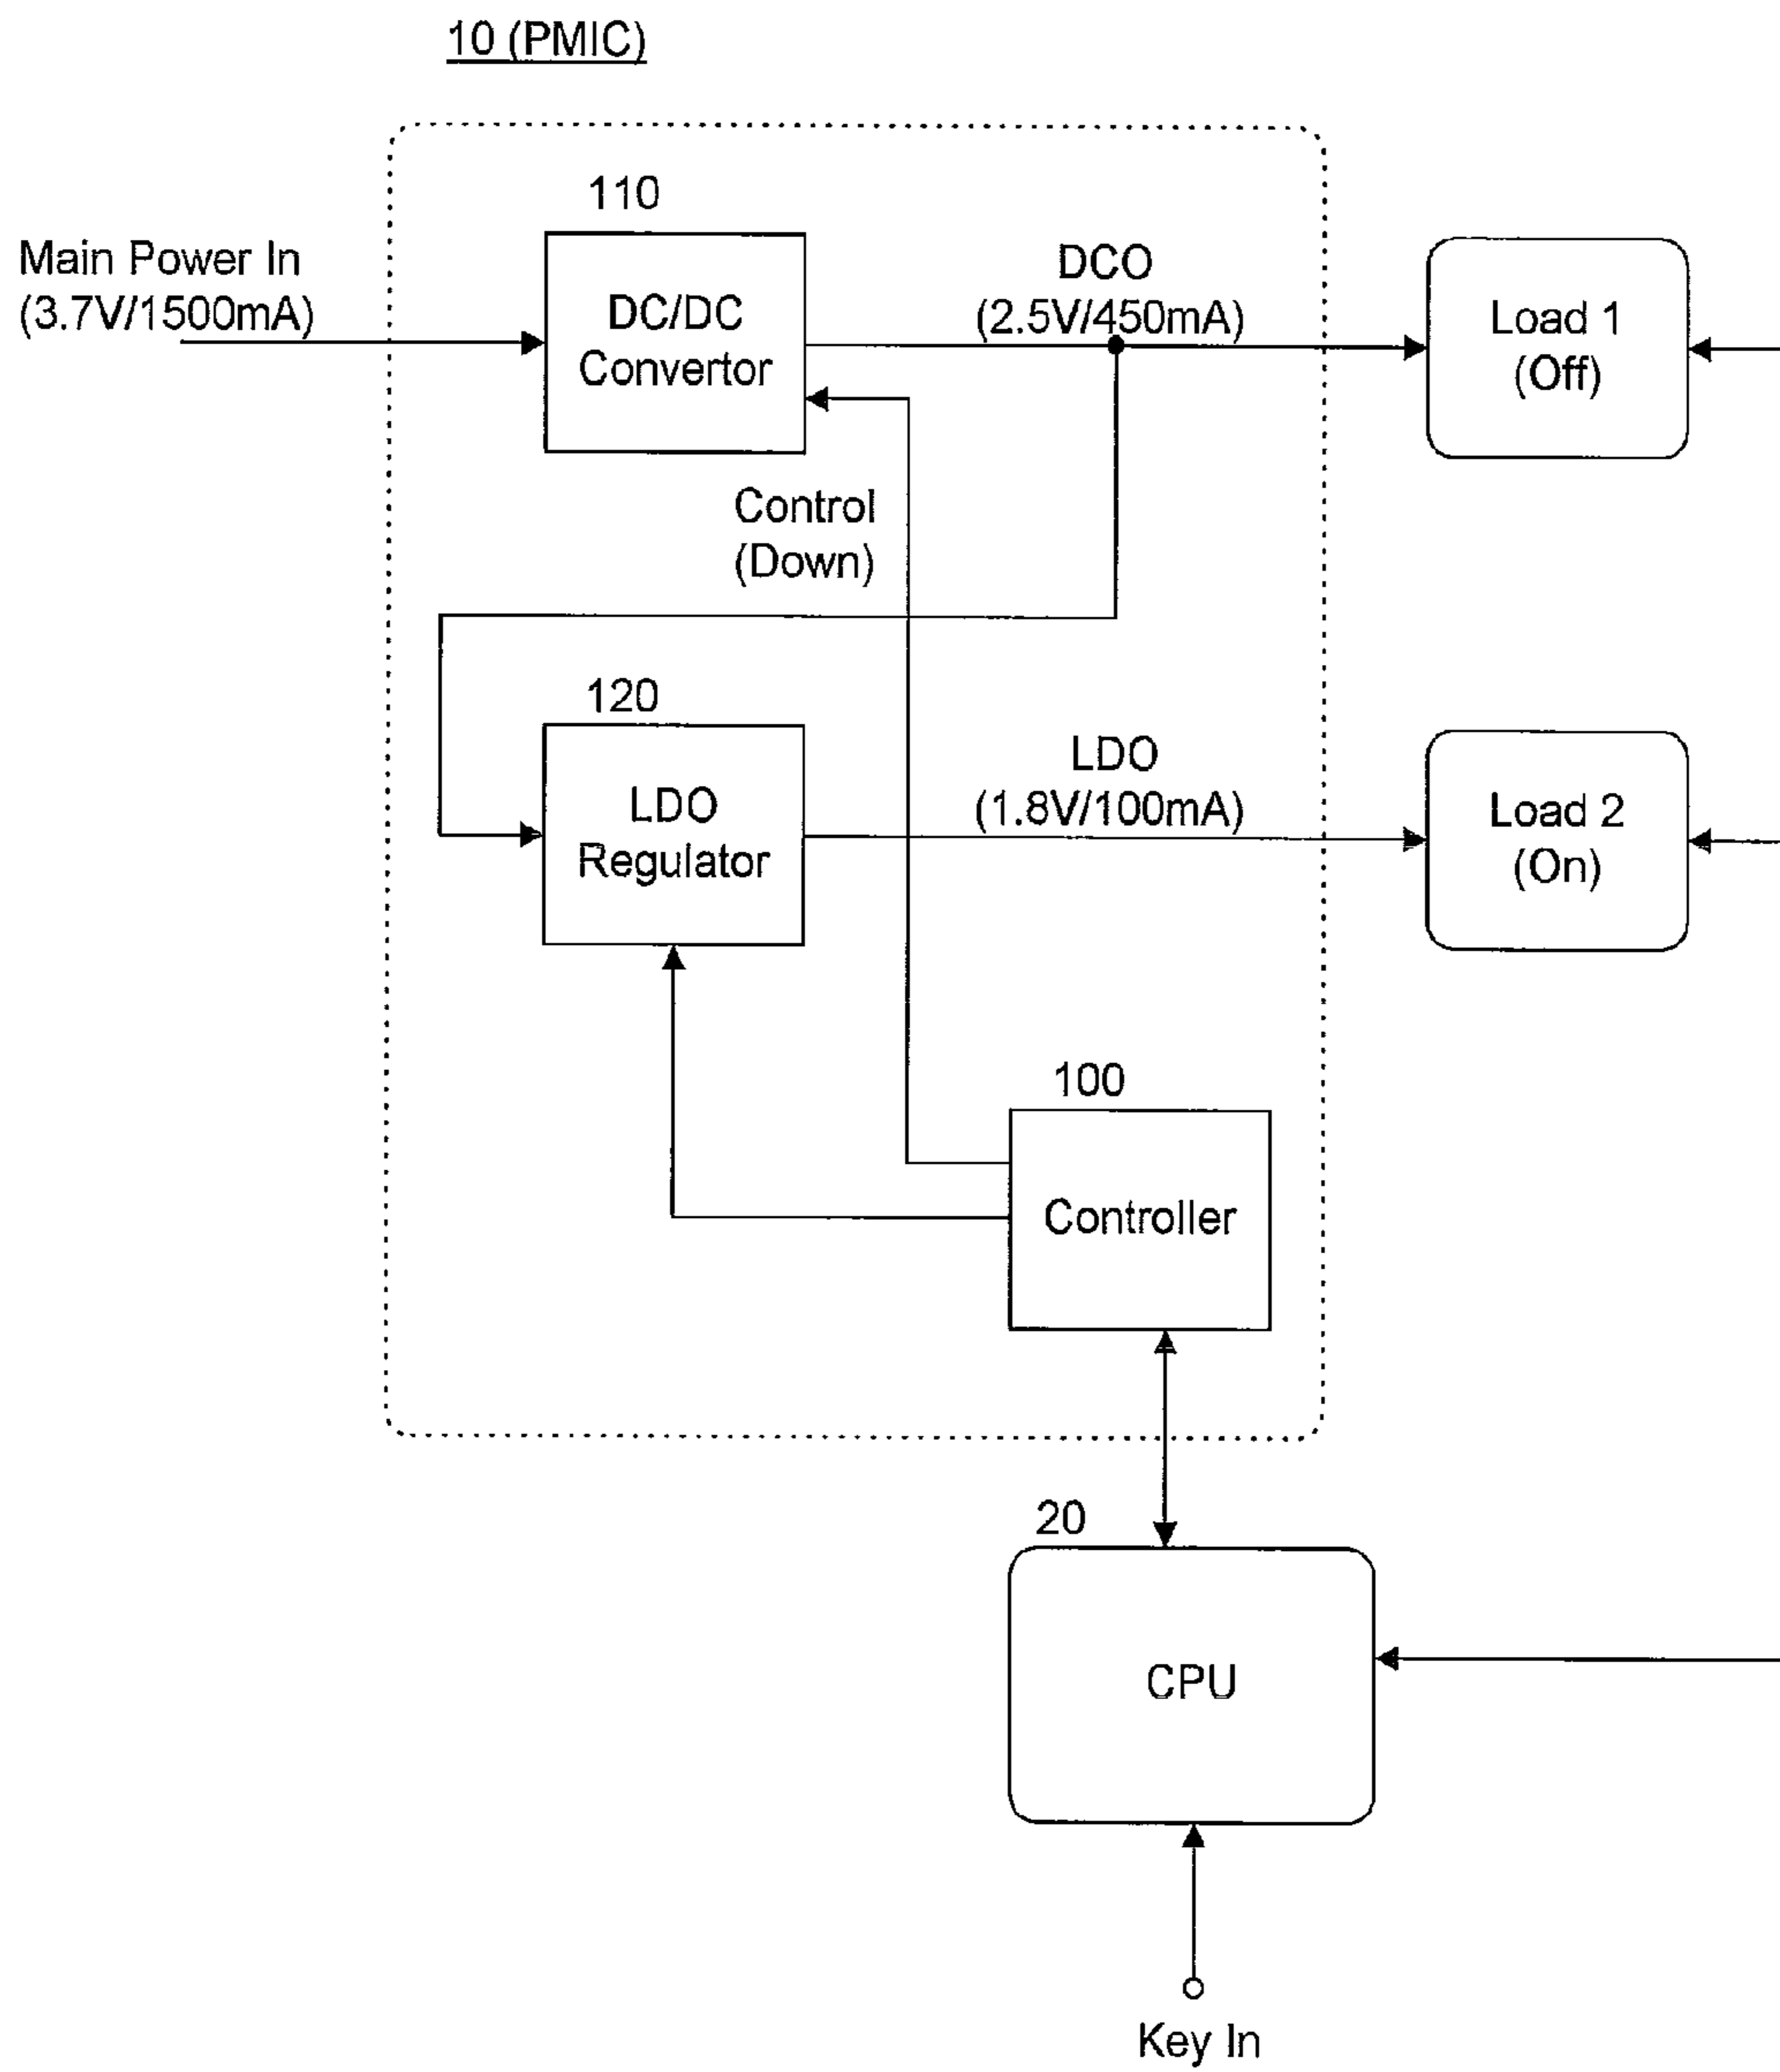 10 (PMIC)
110
Main Power In
(3.7V/1500mA)
DC/DC
Convertor
DCO
(2.5V/450mA)
Load 1
(Off)
Control
(Down)
120
LDO
Regulator
LDO
(1.8V/100mA)
Load 2
(On)
100
Controller
20
CPU
Key In